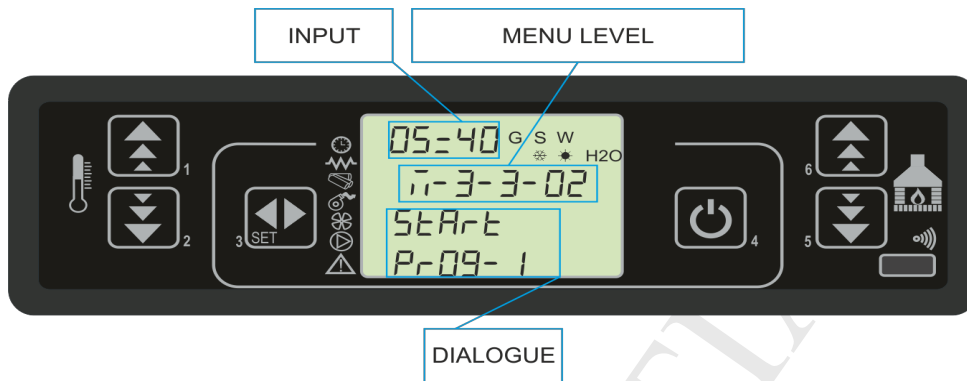 INPUT
MENU LEVEL
05:40 G S W
H2O
M-3-3-02
StArt
Pr09-1
1
2
3
SET
4
5
6
DIALOGUE